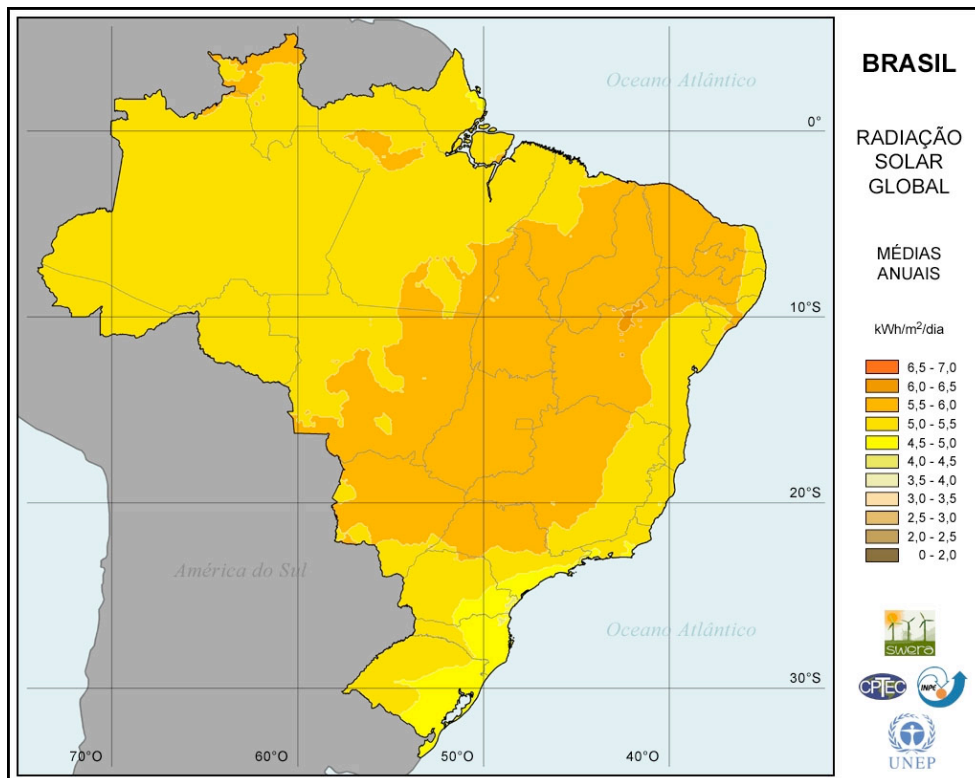 BRASIL
RADIAÇÃO
SOLAR
GLOBAL
MÉDIAS
ANUAIS
kWh/m²/dia
6,5 - 7,0
6,0 - 6,5
5,5 - 6,0
5,0 - 5,5
4,5 - 5,0
4,0 - 4,5
3,5 - 4,0
3,0 - 3,5
2,5 - 3,0
2,0 - 2,5
0 - 2,0
Oceano Atlântico
0°
10°S
20°S
América do Sul
Oceano Atlântico
30°S
70°O
60°O
50°O
40°O
swera
CPTEC
INPE
UNEP